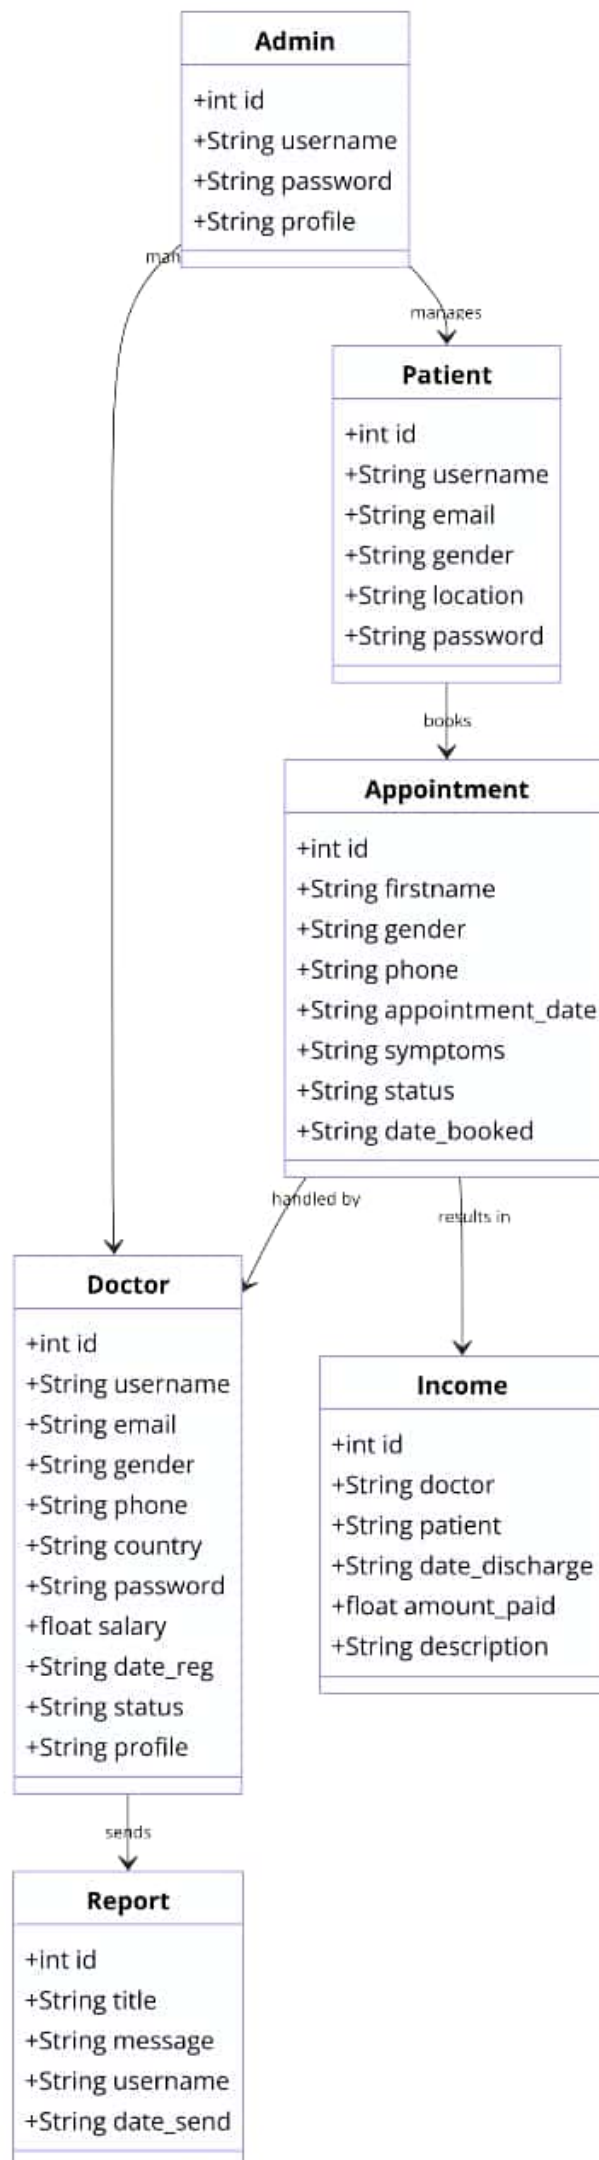 Admin
+int id
+String username
+String password
+String profile
man
manages
Patient
+int id
+String username
+String email
+String gender
+String location
+String password
books
Appointment
+int id
+String firstname
+String gender
+String phone
+String appointment_date
+String symptoms
+String status
+String date_booked
handled by
results in
Doctor
+int id
+String username
+String email
+String gender
+String phone
+String country
+String password
+float salary
+String date_reg
+String status
+String profile
Income
+int id
+String doctor
+String patient
+String date_discharge
+float amount_paid
+String description
sends
Report
+int id
+String title
+String message
+String username
+String date_send